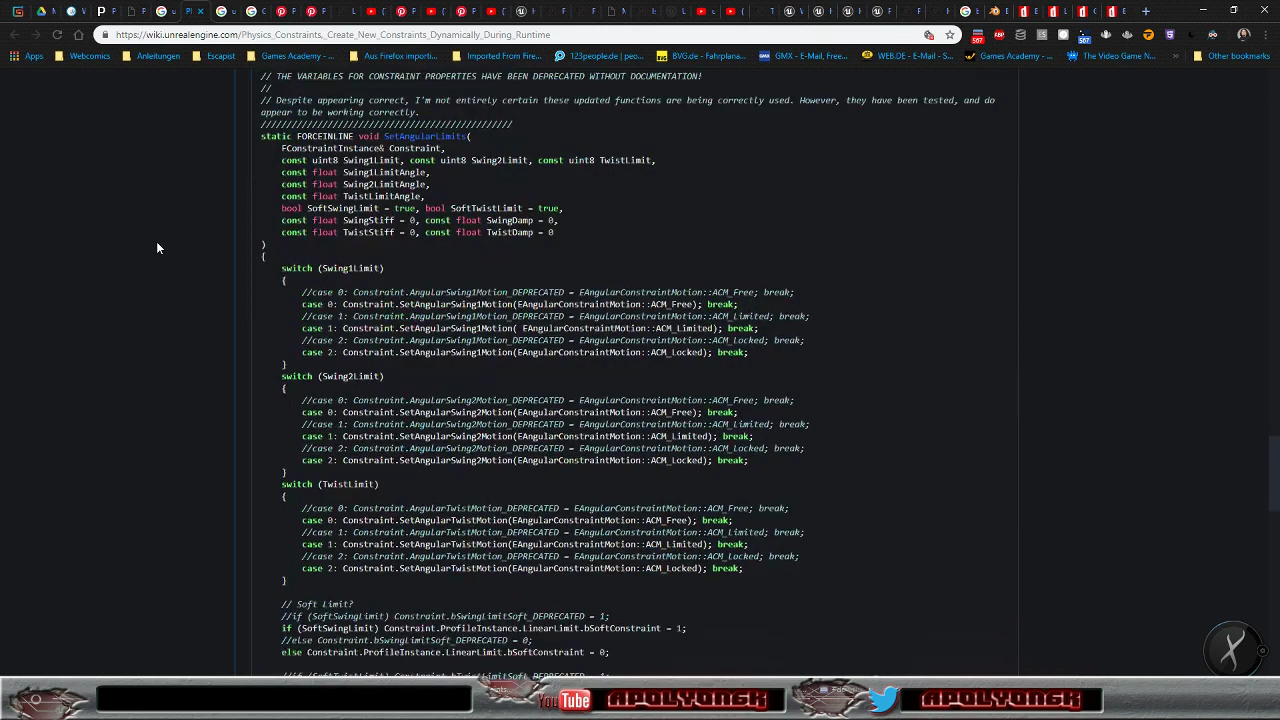 https://wiki.unrealengine.com/Physics_Constraints,_Create_New_Constraints_Dynamically_During_Runtime
Apps Webcomics Anleitungen Escapist Games Academy -... Aus Firefox importi... Imported From Fire... 123people.de | peo... BVG.de - Fahrplana... GMX - E-Mail, Free... WEB.DE - E-Mail - S... Games Academy -... The Video Game N... » Other bookmarks
// THE VARIABLES FOR CONSTRAINT PROPERTIES HAVE BEEN DEPRECATED WITHOUT DOCUMENTATION!
//
// Despite appearing correct, I'm not entirely certain these updated functions are being correctly used. However, they have been tested, and do
appear to be working correctly.
//////////////////////////////////////////////////
static FORCEINLINE void SetAngularLimits(
FConstraintInstance& Constraint,
const uint8 Swing1Limit, const uint8 Swing2Limit, const uint8 TwistLimit,
const float Swing1LimitAngle,
const float Swing2LimitAngle,
const float TwistLimitAngle,
bool SoftSwingLimit = true, bool SoftTwistLimit = true,
const float SwingStiff = 0, const float SwingDamp = 0,
const float TwistStiff = 0, const float TwistDamp = 0
)
{
switch (Swing1Limit)
{
//case 0: Constraint.AngularSwing1Motion_DEPRECATED = EAngularConstraintMotion::ACM_Free; break;
case 0: Constraint.SetAngularSwing1Motion(EAngularConstraintMotion::ACM_Free); break;
//case 1: Constraint.AngularSwing1Motion_DEPRECATED = EAngularConstraintMotion::ACM_Limited; break;
case 1: Constraint.SetAngularSwing1Motion( EAngularConstraintMotion::ACM_Limited); break;
//case 2: Constraint.AngularSwing1Motion_DEPRECATED = EAngularConstraintMotion::ACM_Locked; break;
case 2: Constraint.SetAngularSwing1Motion(EAngularConstraintMotion::ACM_Locked); break;
}
switch (Swing2Limit)
{
//case 0: Constraint.AngularSwing2Motion_DEPRECATED = EAngularConstraintMotion::ACM_Free; break;
case 0: Constraint.SetAngularSwing2Motion(EAngularConstraintMotion::ACM_Free); break;
//case 1: Constraint.AngularSwing2Motion_DEPRECATED = EAngularConstraintMotion::ACM_Limited; break;
case 1: Constraint.SetAngularSwing2Motion(EAngularConstraintMotion::ACM_Limited); break;
//case 2: Constraint.AngularSwing2Motion_DEPRECATED = EAngularConstraintMotion::ACM_Locked; break;
case 2: Constraint.SetAngularSwing2Motion(EAngularConstraintMotion::ACM_Locked); break;
}
switch (TwistLimit)
{
//case 0: Constraint.AngularTwistMotion_DEPRECATED = EAngularConstraintMotion::ACM_Free; break;
case 0: Constraint.SetAngularTwistMotion(EAngularConstraintMotion::ACM_Free); break;
//case 1: Constraint.AngularTwistMotion_DEPRECATED = EAngularConstraintMotion::ACM_Limited; break;
case 1: Constraint.SetAngularTwistMotion(EAngularConstraintMotion::ACM_Limited); break;
//case 2: Constraint.AngularTwistMotion_DEPRECATED = EAngularConstraintMotion::ACM_Locked; break;
case 2: Constraint.SetAngularTwistMotion(EAngularConstraintMotion::ACM_Locked); break;
}
// Soft Limit?
//if (SoftSwingLimit) Constraint.bSwingLimitSoft_DEPRECATED = 1;
if (SoftSwingLimit) Constraint.ProfileInstance.LinearLimit.bSoftConstraint = 1;
//else Constraint.bSwingLimitSoft_DEPRECATED = 0;
else Constraint.ProfileInstance.LinearLimit.bSoftConstraint = 0;
YouTube APOLYONGK APOLYONGK